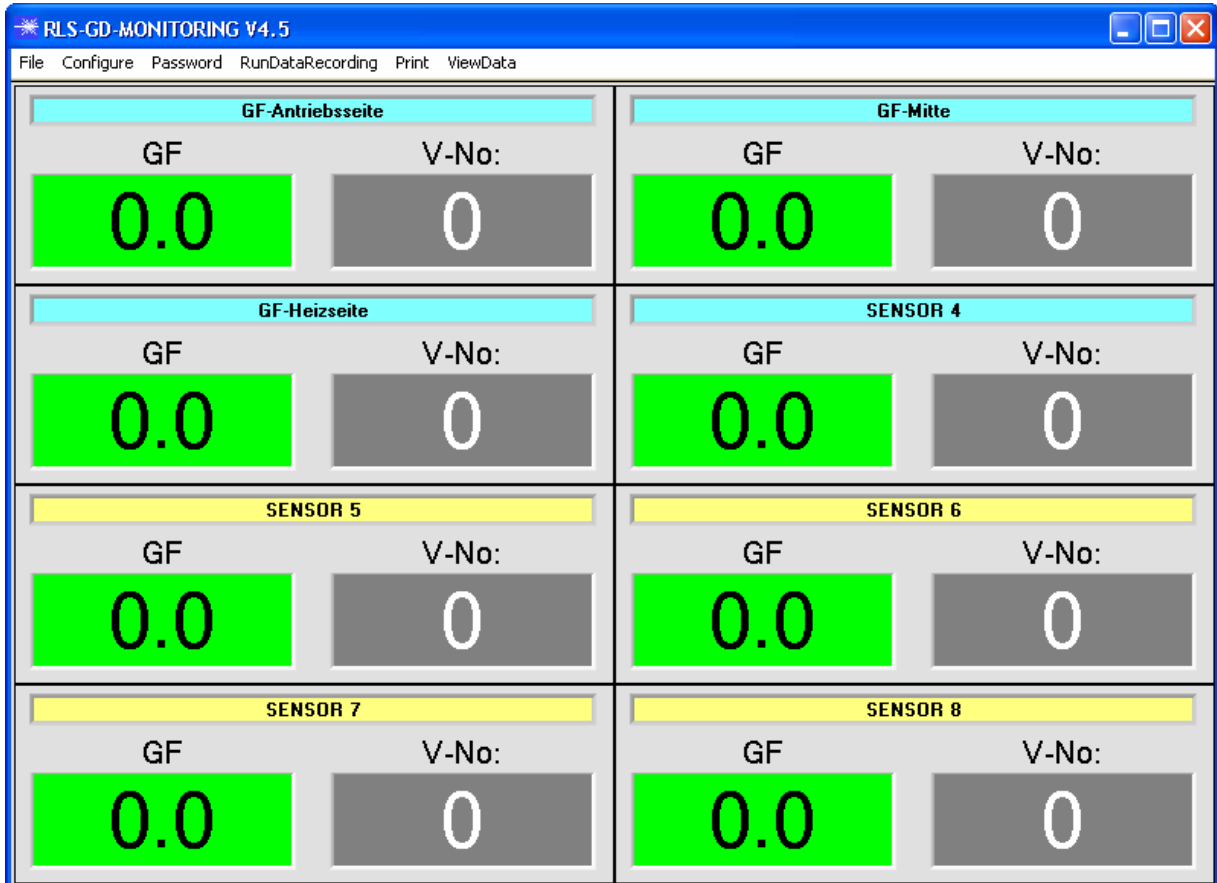 RLS-GD-MONITORING V4.5
File Configure Password RunDataRecording Print ViewData
GF-Antriebsseite
GF V-No:
0.0 0
GF-Mitte
GF V-No:
0.0 0
GF-Heizseite
GF V-No:
0.0 0
SENSOR 4
GF V-No:
0.0 0
SENSOR 5
GF V-No:
0.0 0
SENSOR 6
GF V-No:
0.0 0
SENSOR 7
GF V-No:
0.0 0
SENSOR 8
GF V-No:
0.0 0